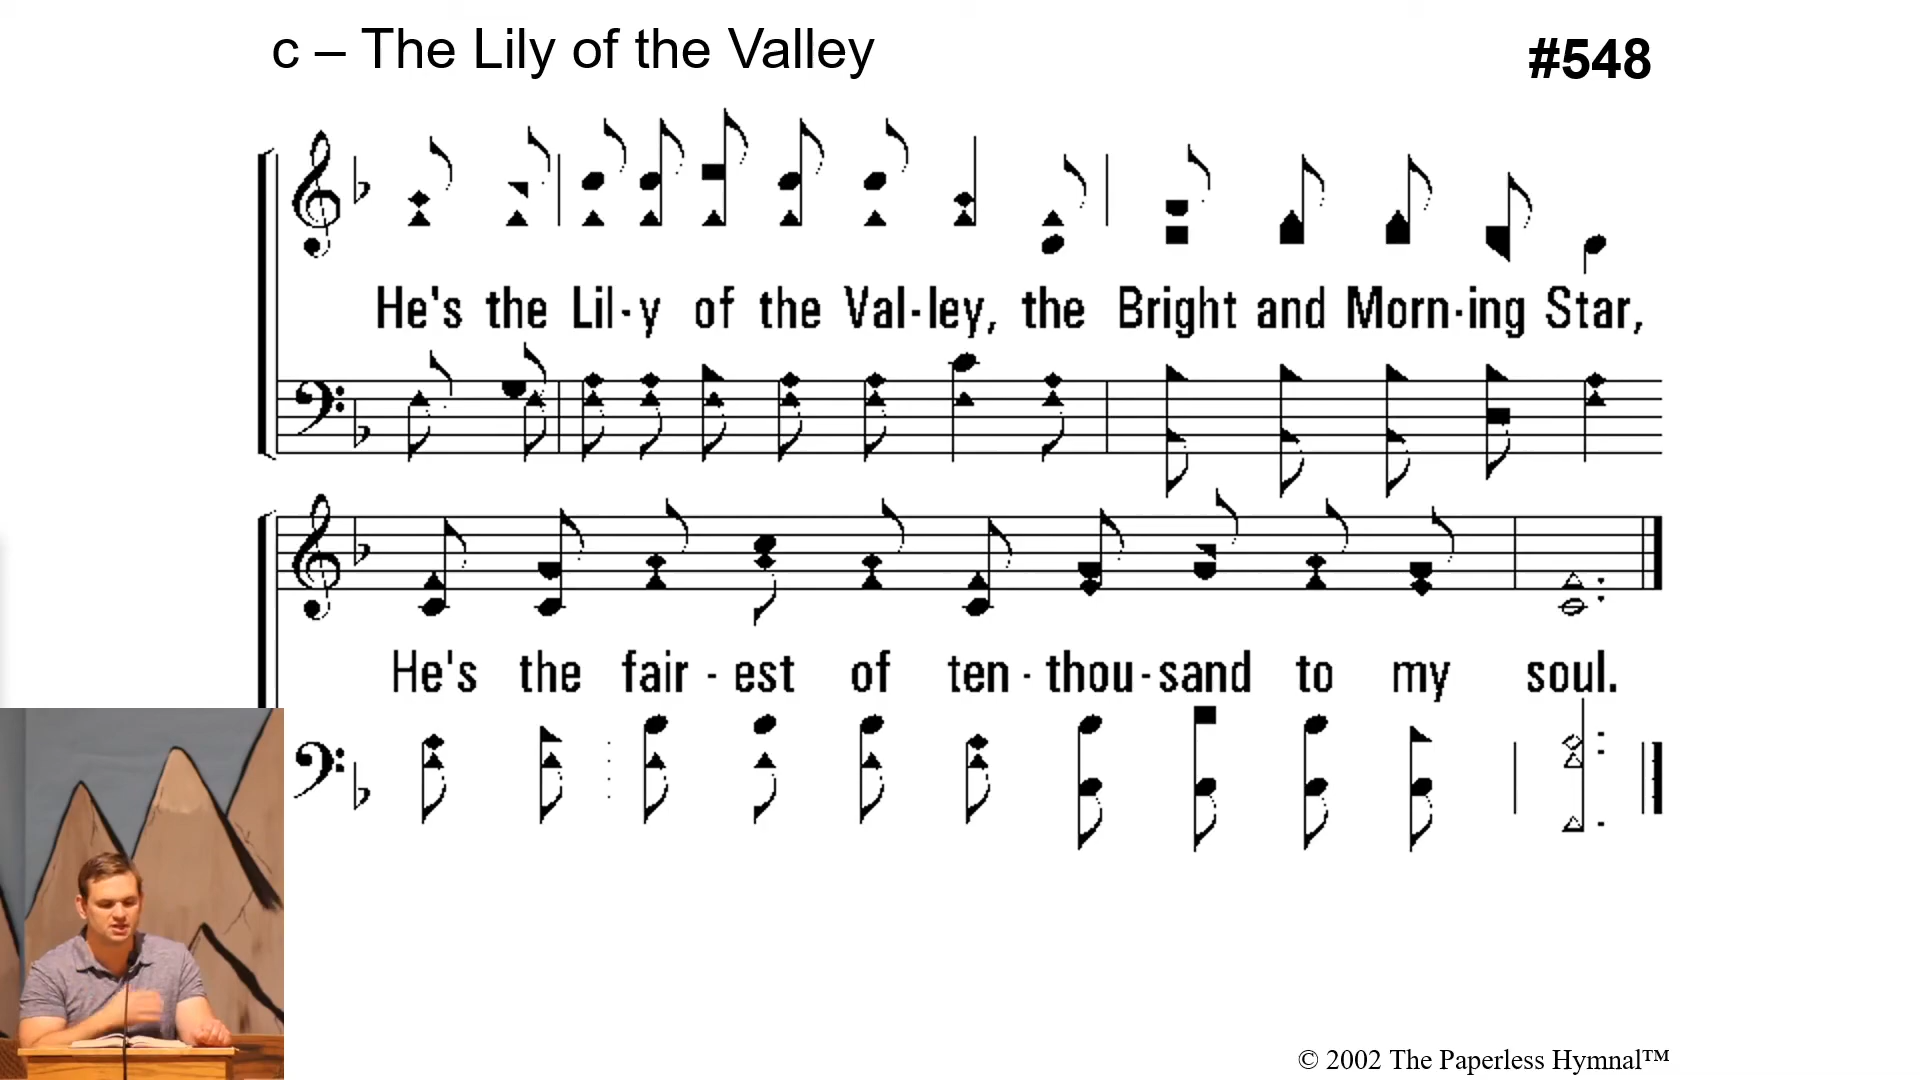 c – The Lily of the Valley
#548
He's the Lil-y of the Val-ley, the Bright and Morn-ing Star,
He's the fair-est of ten-thou-sand to my soul.
© 2002 The Paperless Hymnal™